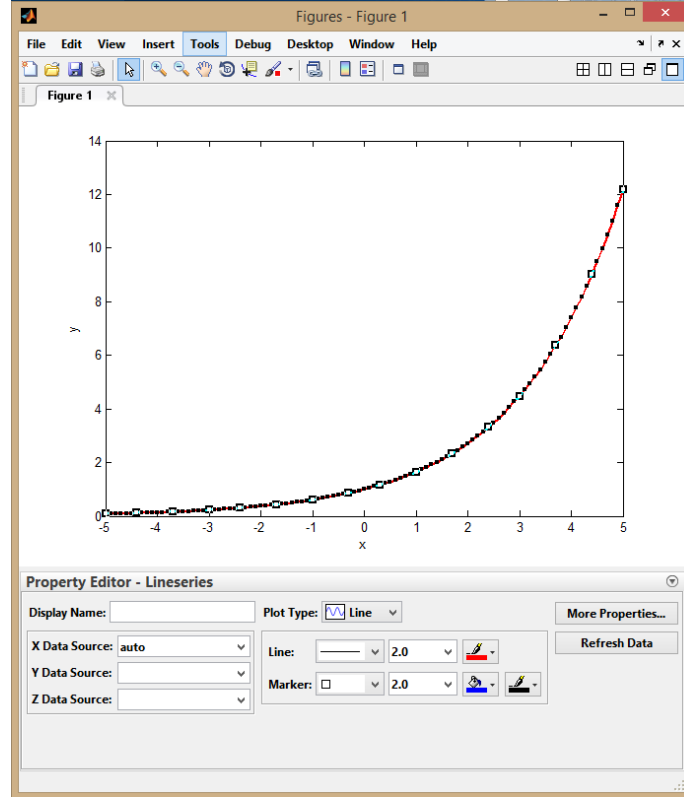 Figures - Figure 1
File Edit View Insert Tools Debug Desktop Window Help
Figure 1
14
12
10
8
y
6
4
2
0
-5 -4 -3 -2 -1 0 1 2 3 4 5
x
Property Editor - Lineseries
Display Name: Plot Type: Line More Properties...
X Data Source: auto Line: 2.0 Refresh Data
Y Data Source: Marker: 2.0
Z Data Source: